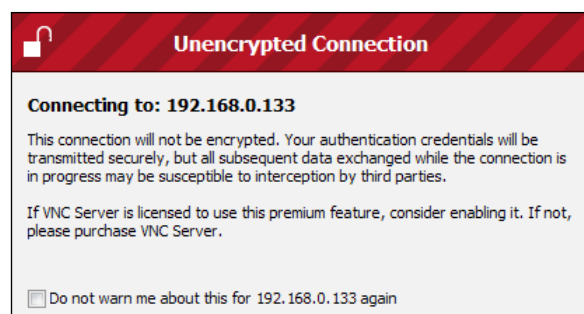 Unencrypted Connection
Connecting to: 192.168.0.133
This connection will not be encrypted. Your authentication credentials will be
transmitted securely, but all subsequent data exchanged while the connection is
in progress may be susceptible to interception by third parties.
If VNC Server is licensed to use this premium feature, consider enabling it. If not,
please purchase VNC Server.
Do not warn me about this for 192.168.0.133 again